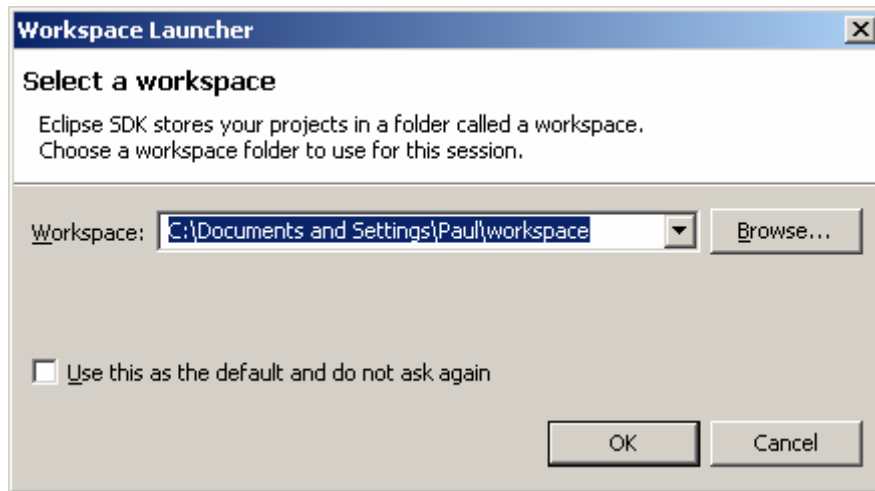 Workspace Launcher
Select a workspace
Eclipse SDK stores your projects in a folder called a workspace.
Choose a workspace folder to use for this session.
Workspace: C:\Documents and Settings\Paul\workspace Browse...
Use this as the default and do not ask again
OK Cancel